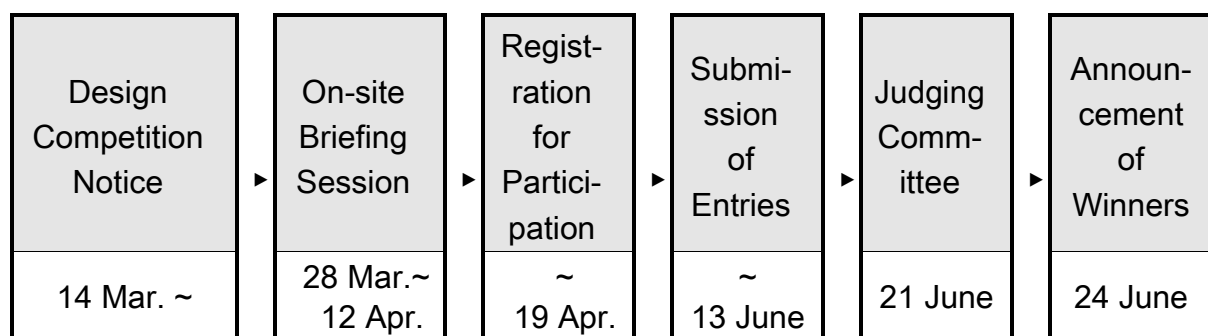 Design
Competition
Notice
14 Mar. ~
►
On-site
Briefing
Session
28 Mar.~
12 Apr.
►
Regist-
ration
for
Partici-
pation
~
19 Apr.
►
Submi-
ssion
of
Entries
~
13 June
►
Judging
Comm-
ittee
21 June
►
Announ-
cement
of
Winners
24 June